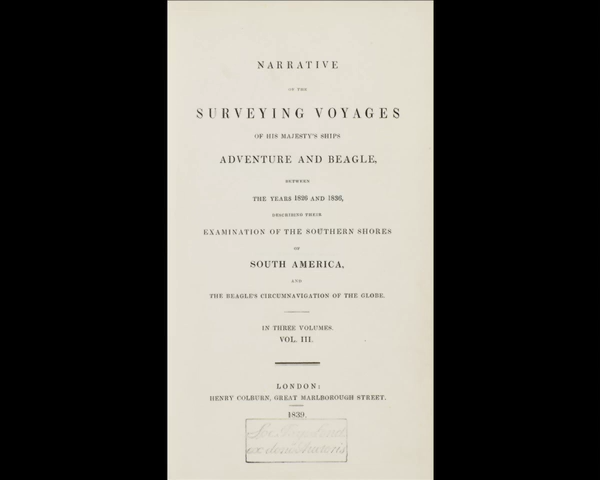 NARRATIVE
OF THE
SURVEYING VOYAGES
OF HIS MAJESTY'S SHIPS
ADVENTURE AND BEAGLE,
BETWEEN
THE YEARS 1826 AND 1836,
DESCRIBING THEIR
EXAMINATION OF THE SOUTHERN SHORES
OF
SOUTH AMERICA,
AND
THE BEAGLE'S CIRCUMNAVIGATION OF THE GLOBE.
IN THREE VOLUMES.
VOL. III.
LONDON:
HENRY COLBURN, GREAT MARLBOROUGH STREET.
1839.